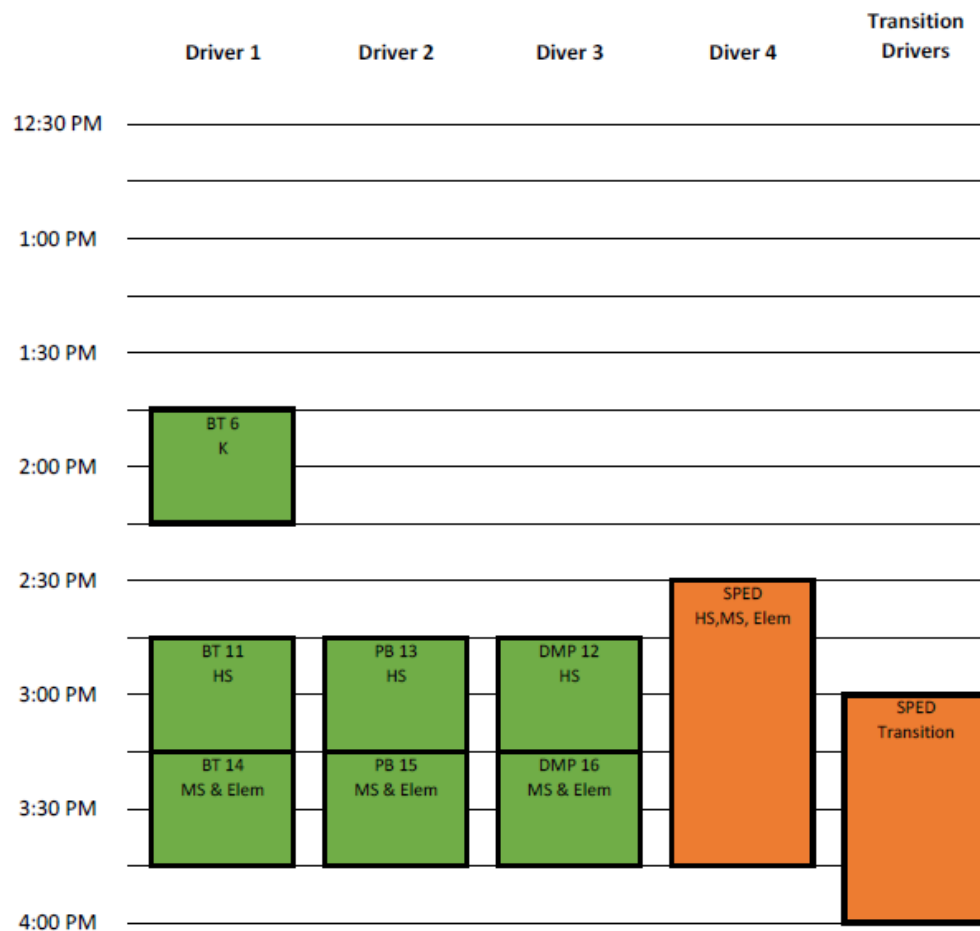 Transition
Driver 1 Driver 2 Diver 3 Diver 4 Drivers
12:30 PM
1:00 PM
1:30 PM
BT 6
K
2:00 PM
2:30 PM
SPED
HS,MS, Elem
BT 11 PB 13 DMP 12
HS HS HS
3:00 PM
SPED
Transition
BT 14 PB 15 DMP 16
MS & Elem MS & Elem MS & Elem
3:30 PM
4:00 PM